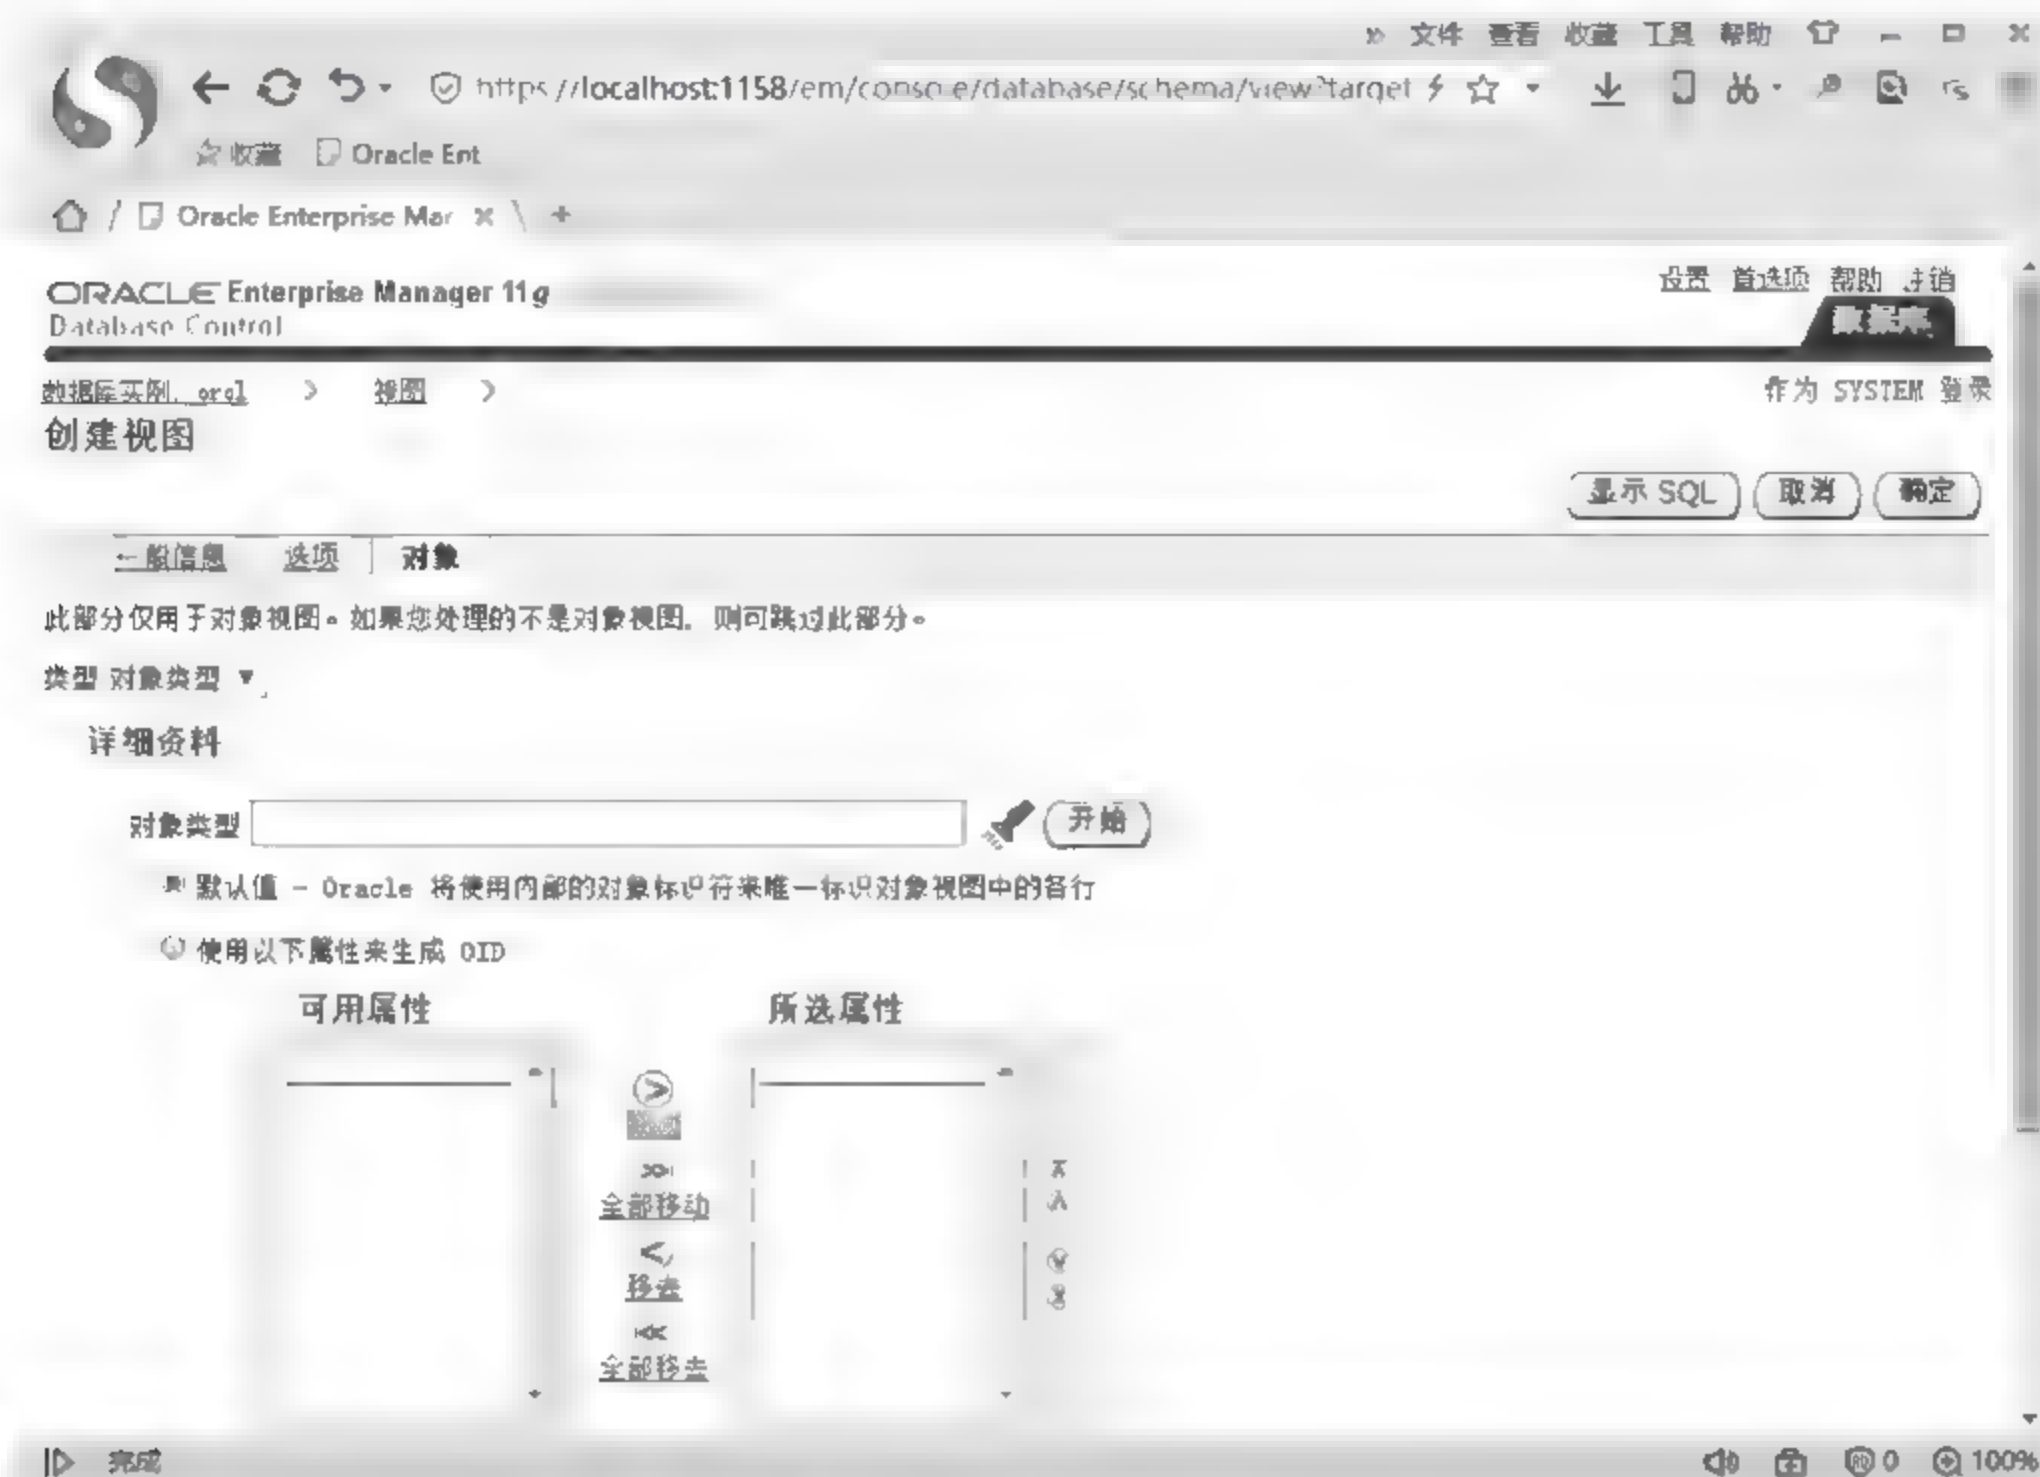 » 文件 查看 收藏 工具 帮助
https://localhost:1158/em/console/database/schema/view?target
收藏 Oracle Ent
Oracle Enterprise Mar
设置 首选项 帮助 注销
ORACLE Enterprise Manager 11g
Database Control
数据库
数据库实例: orcl > 视图 >
作为 SYSTEM 登录
创建视图
显示 SQL 取消 确定
一般信息 选项 对象
此部分仅用于对象视图。如果您处理的不是对象视图, 则可跳过此部分。
类型 对象类型
详细资料
对象类型 开始
默认值 - Oracle 将使用内部的对象标识符来唯一标识对象视图中的各行
使用以下属性来生成 OID
可用属性 所选属性
移动
全部移动
移去
全部移去
完成
0 100%